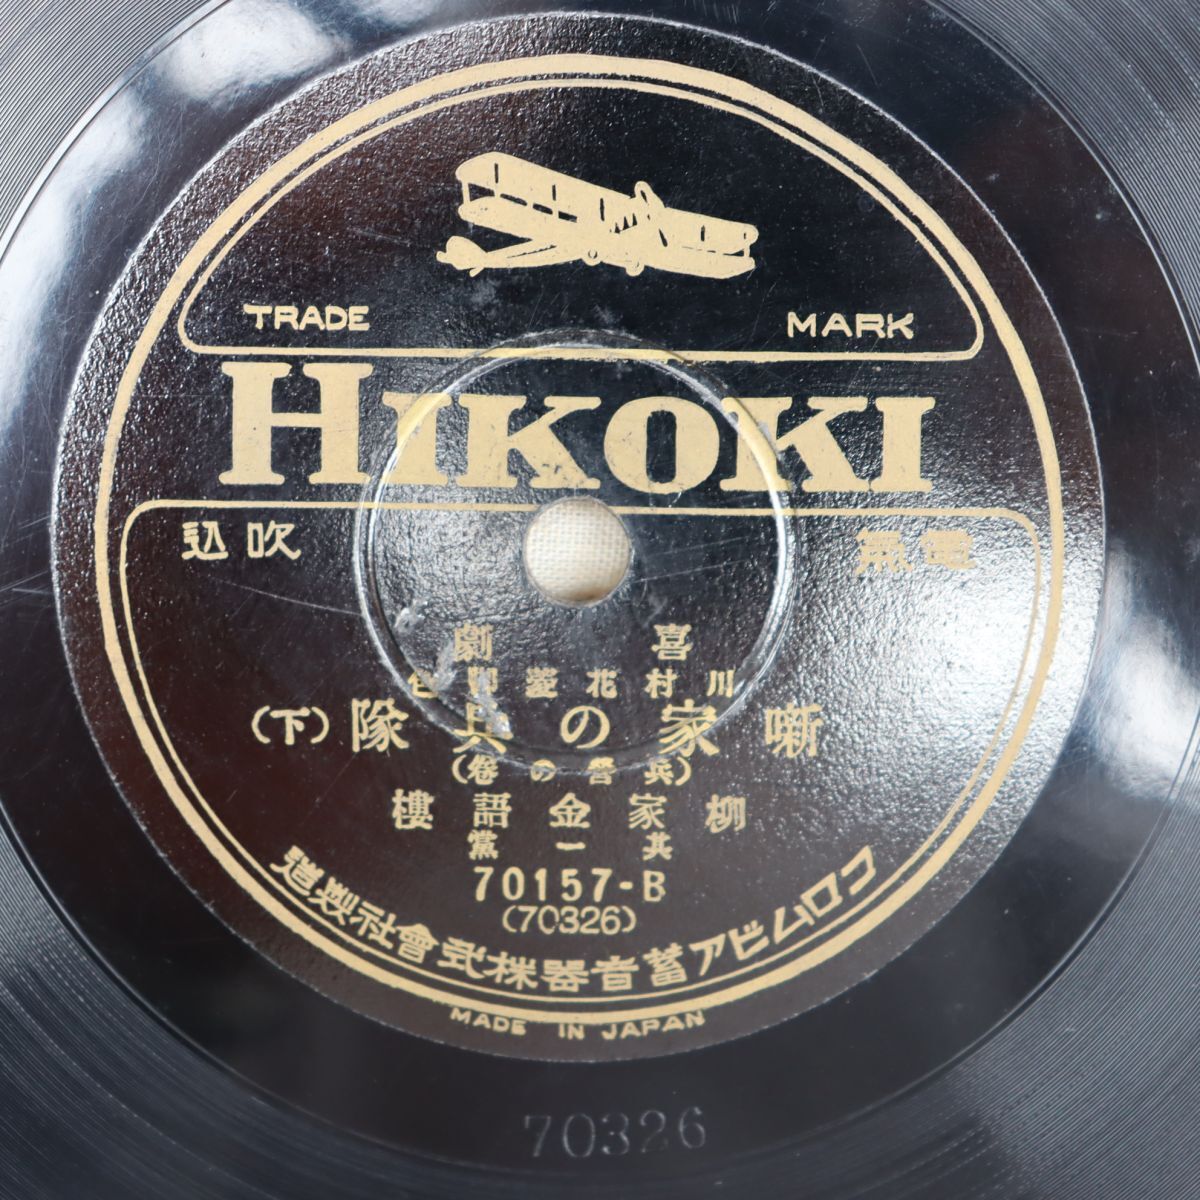 TRADE MARK
HIKOKI
電氣 吹込
喜劇
川村花菱脚色
噺家の兵隊(下)
(兵營の卷)
柳家金語樓
其一黨
70157-B
(70326)
コロムビア蓄音器株式會社製造
MADE IN JAPAN
70326